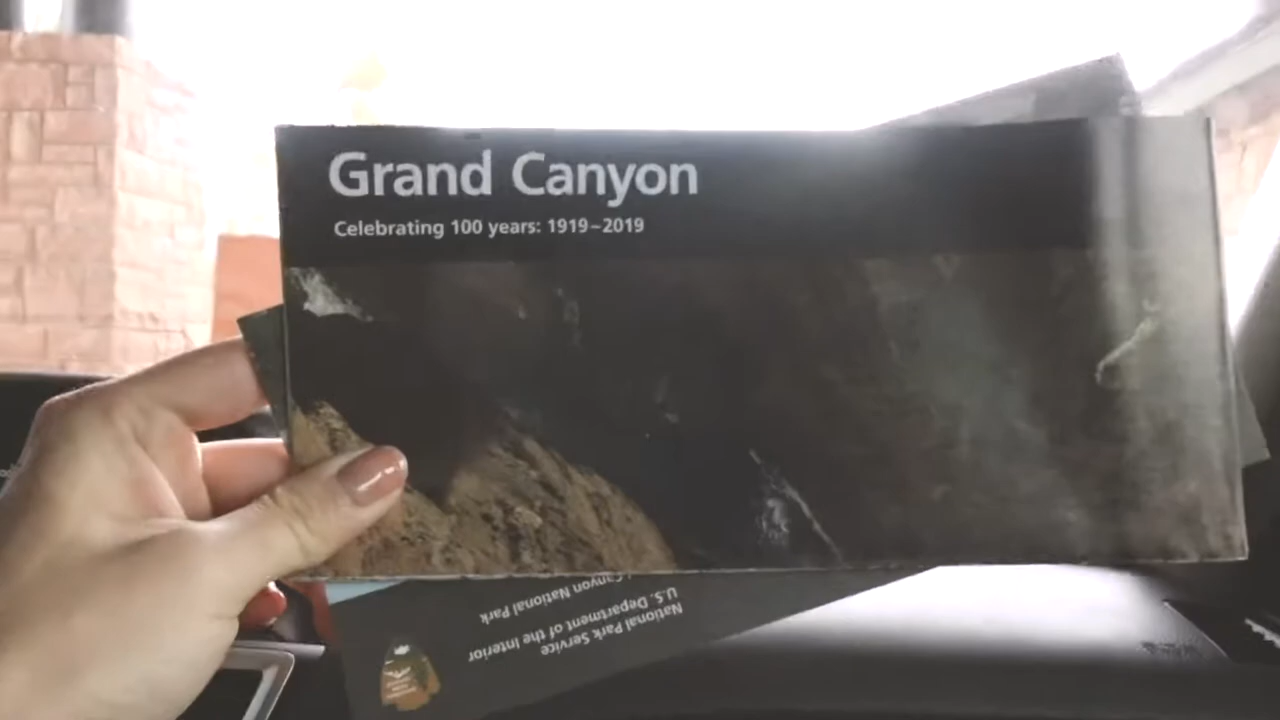 Grand Canyon
Celebrating 100 years: 1919–2019
National Park Service
U.S. Department of the Interior
Canyon National Park